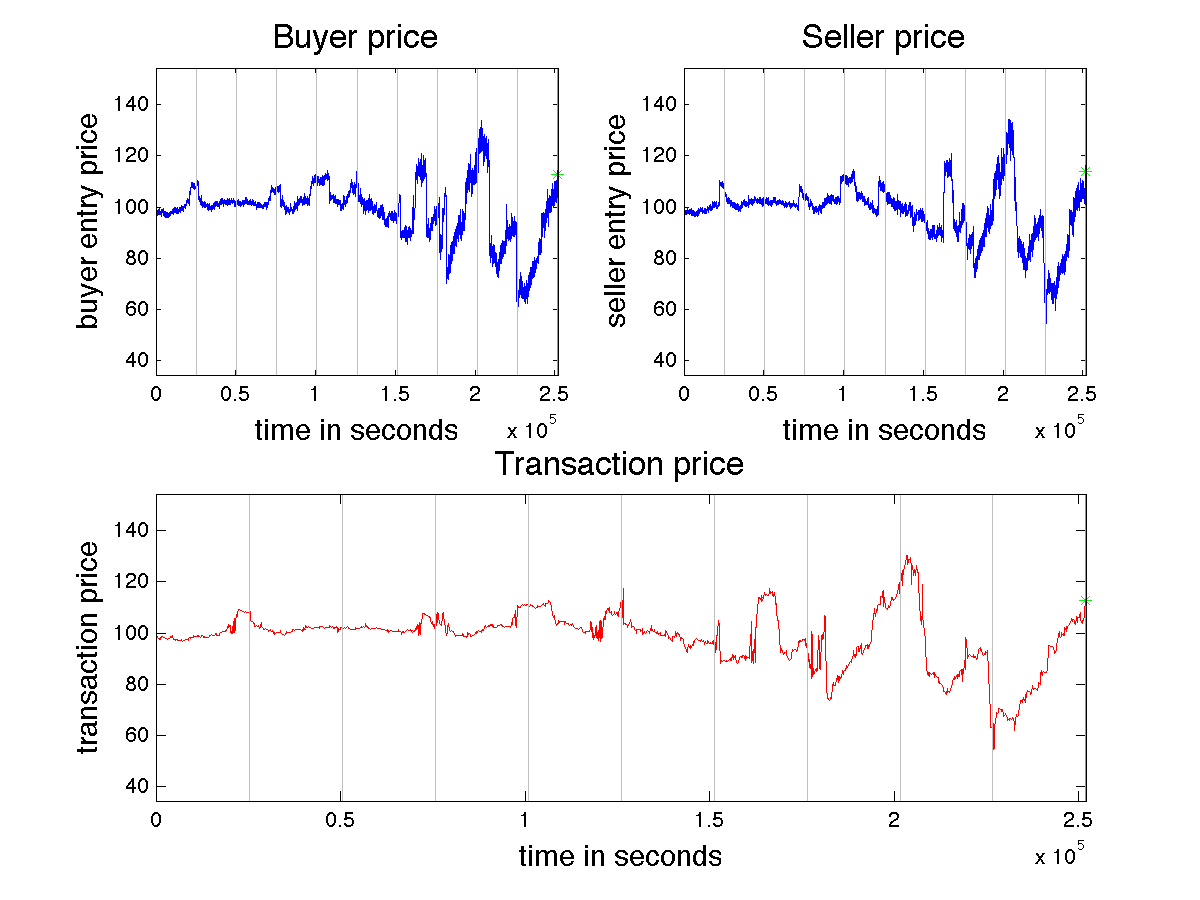 Buyer price
buyer entry price
140
120
100
80
60
40
0 0.5 1 1.5 2 2.5
time in seconds
x 10^5
Seller price
seller entry price
140
120
100
80
60
40
0 0.5 1 1.5 2 2.5
time in seconds
x 10^5
Transaction price
transaction price
140
120
100
80
60
40
0 0.5 1 1.5 2 2.5
time in seconds
x 10^5